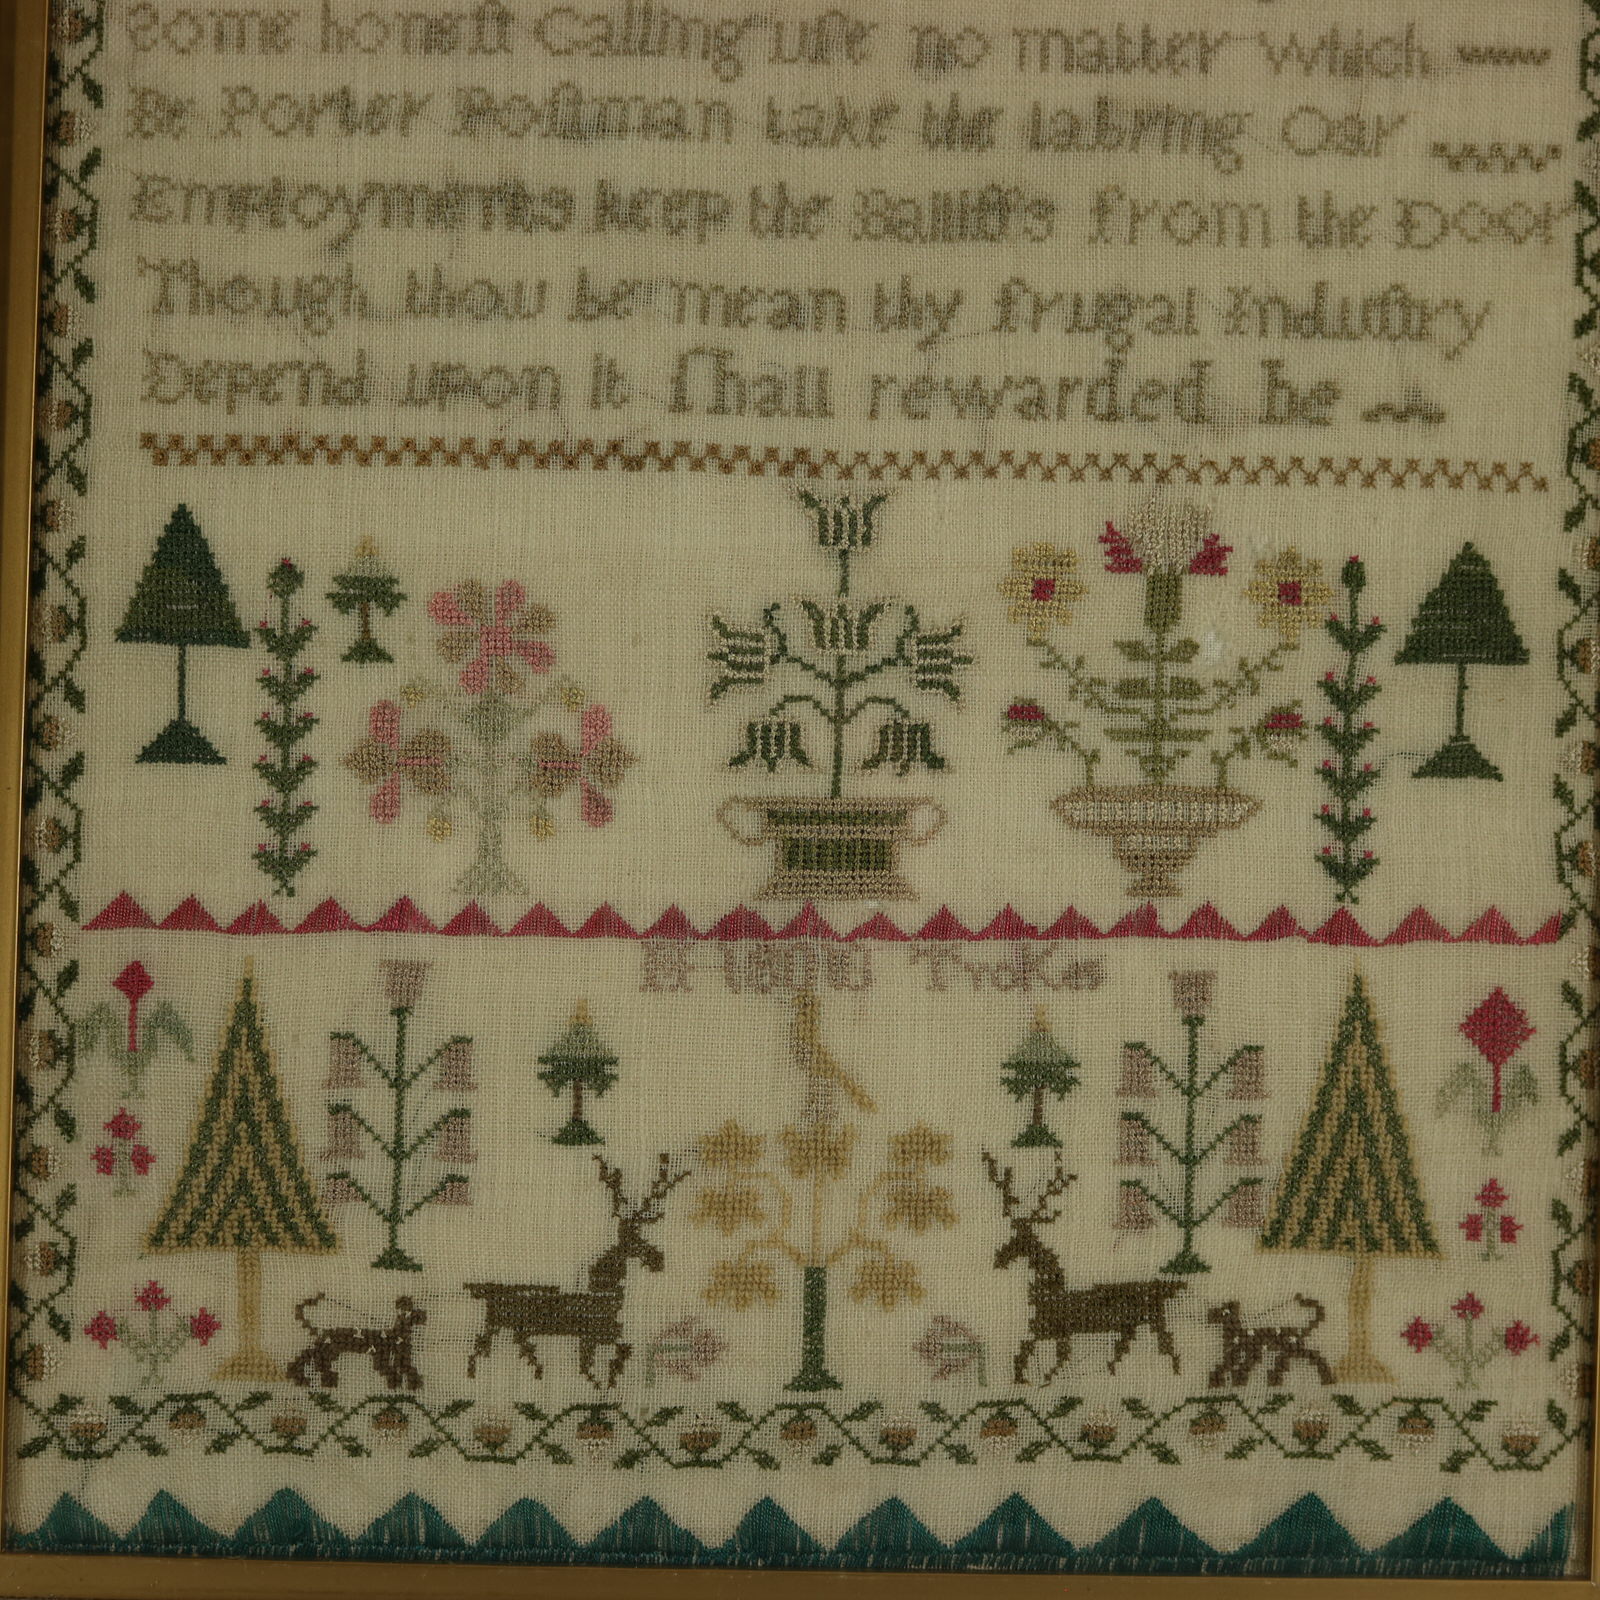 Some honeſt Calling uſe no matter which
Be Porter Poſtman take the labring Oar
Employments keep the Bailiffs from the Door
Though thou be mean thy frugal Induſtry
Depend upon it ſhall rewarded be